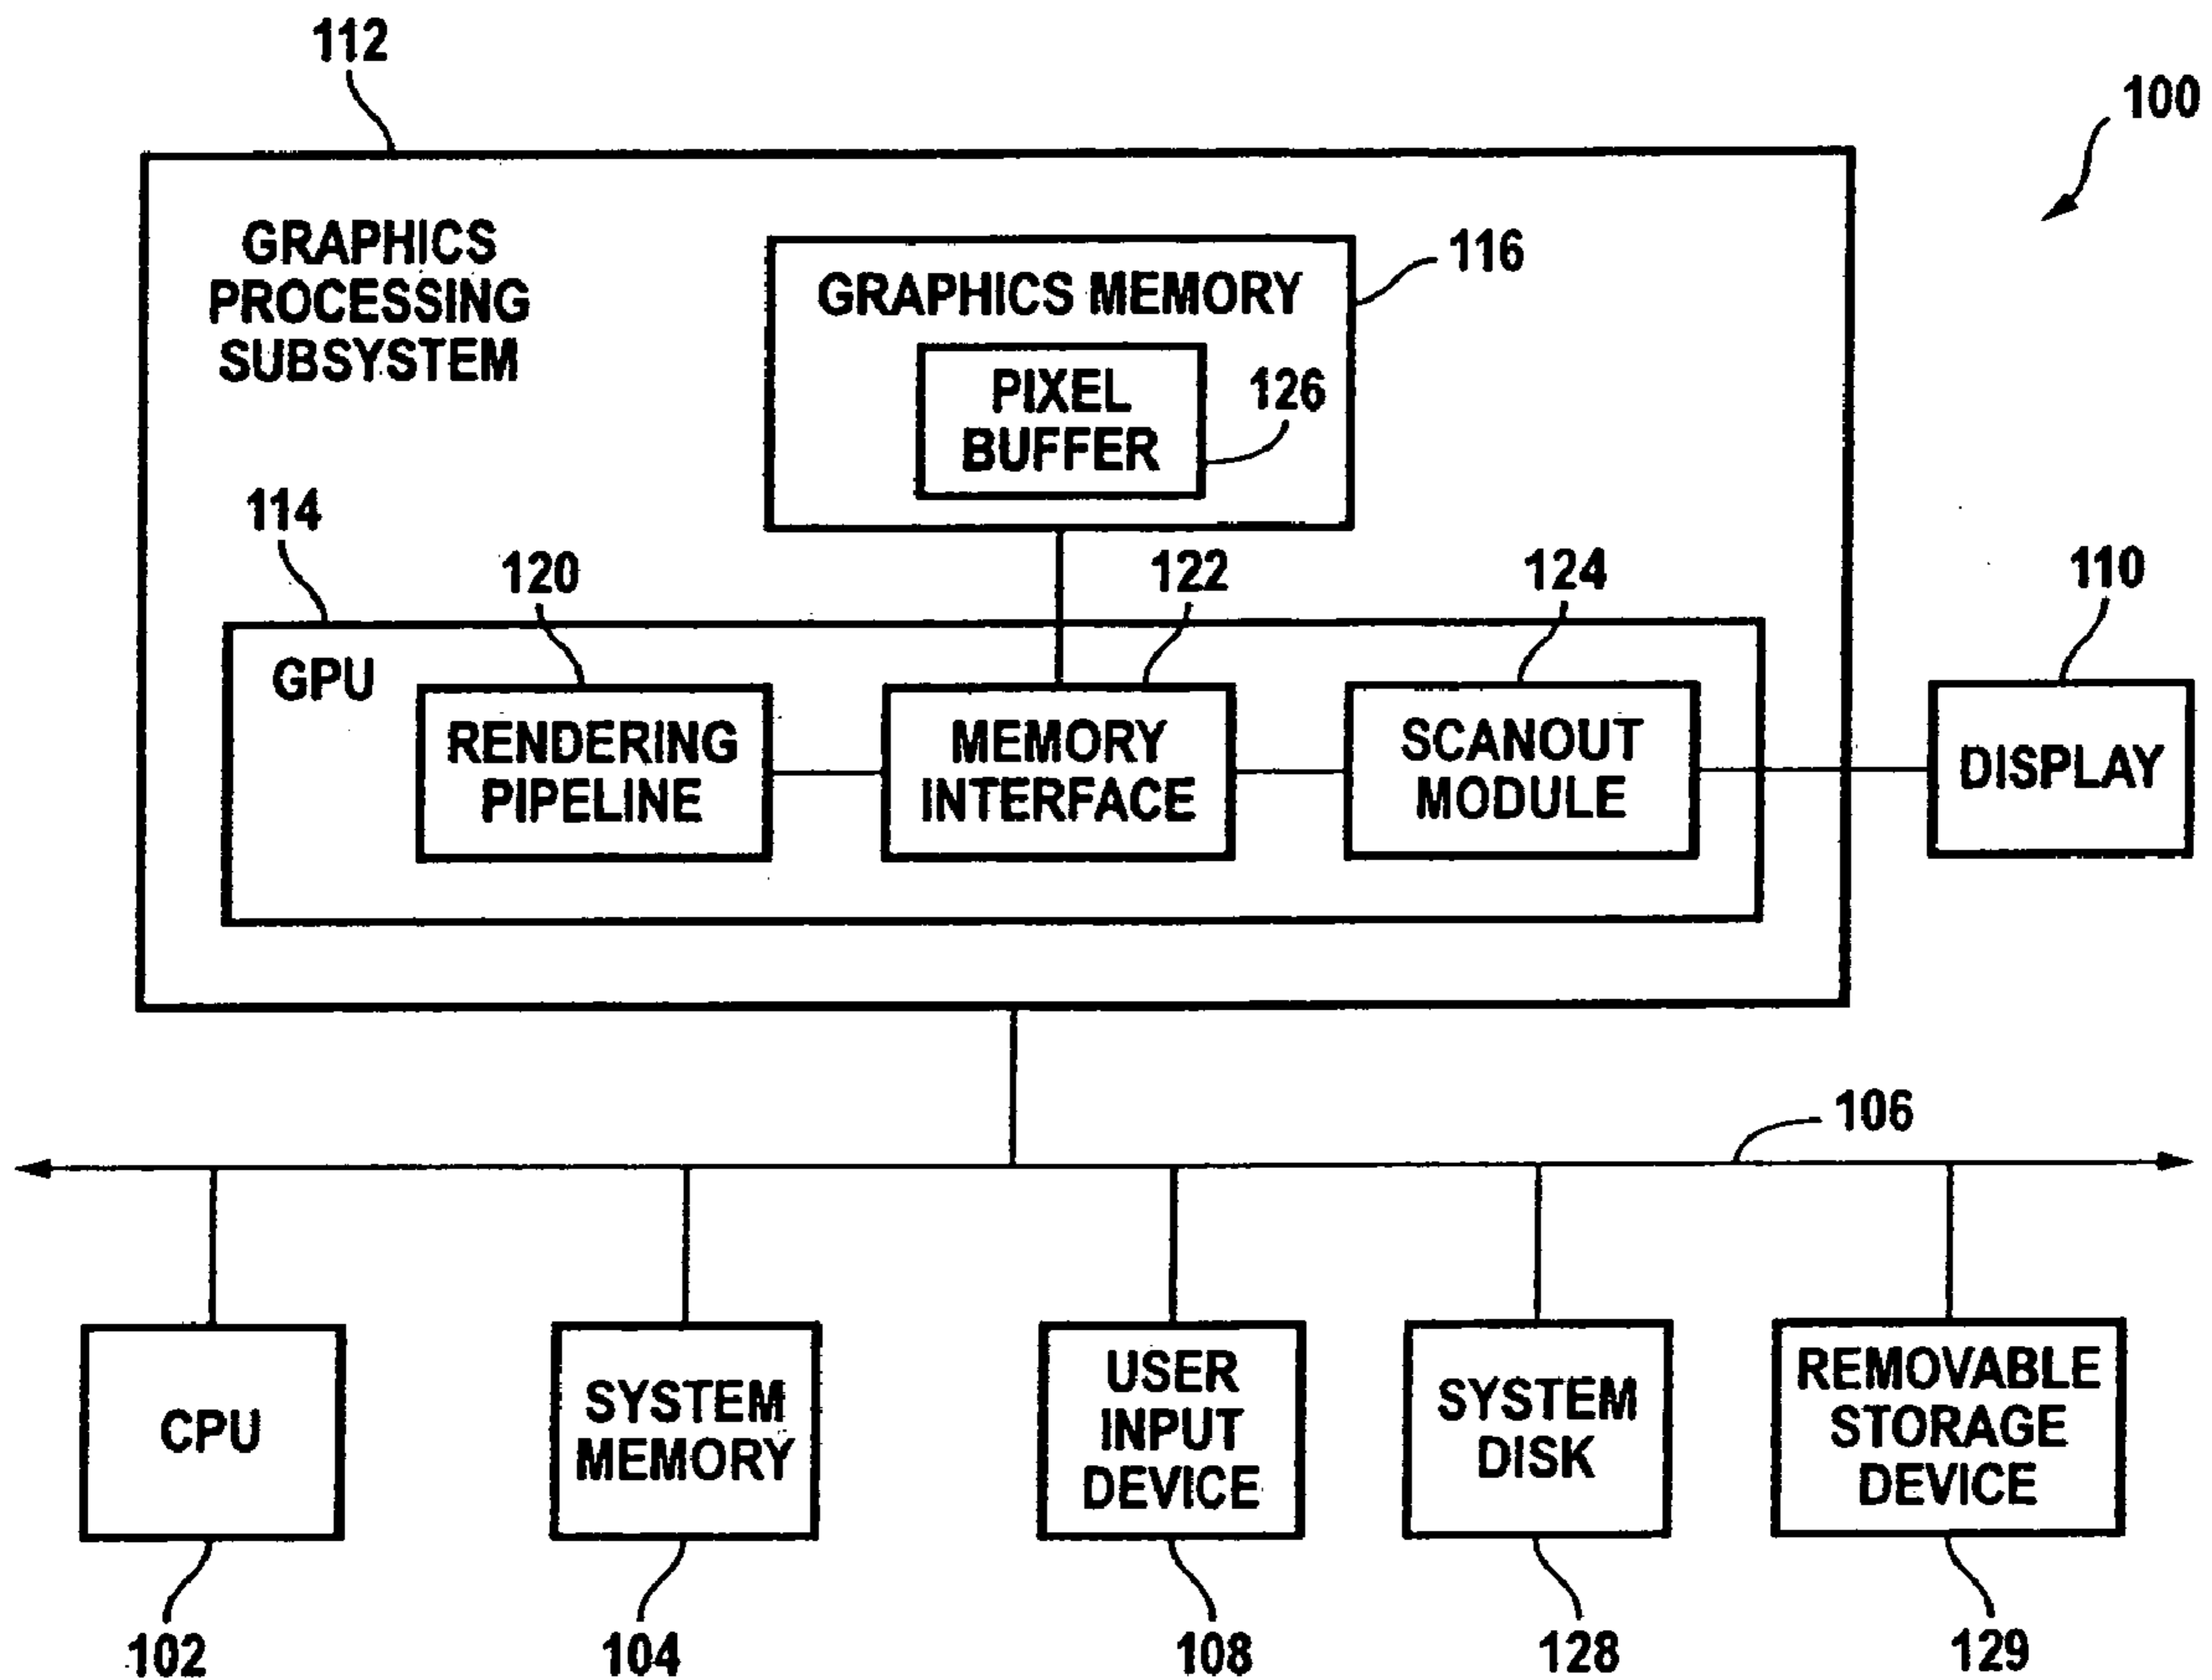 112
100
GRAPHICS
PROCESSING
SUBSYSTEM
116
GRAPHICS MEMORY
PIXEL
BUFFER
126
114
120
122
124
110
GPU
RENDERING
PIPELINE
MEMORY
INTERFACE
SCANOUT
MODULE
DISPLAY
106
CPU
SYSTEM
MEMORY
USER
INPUT
DEVICE
SYSTEM
DISK
REMOVABLE
STORAGE
DEVICE
102
104
108
128
129